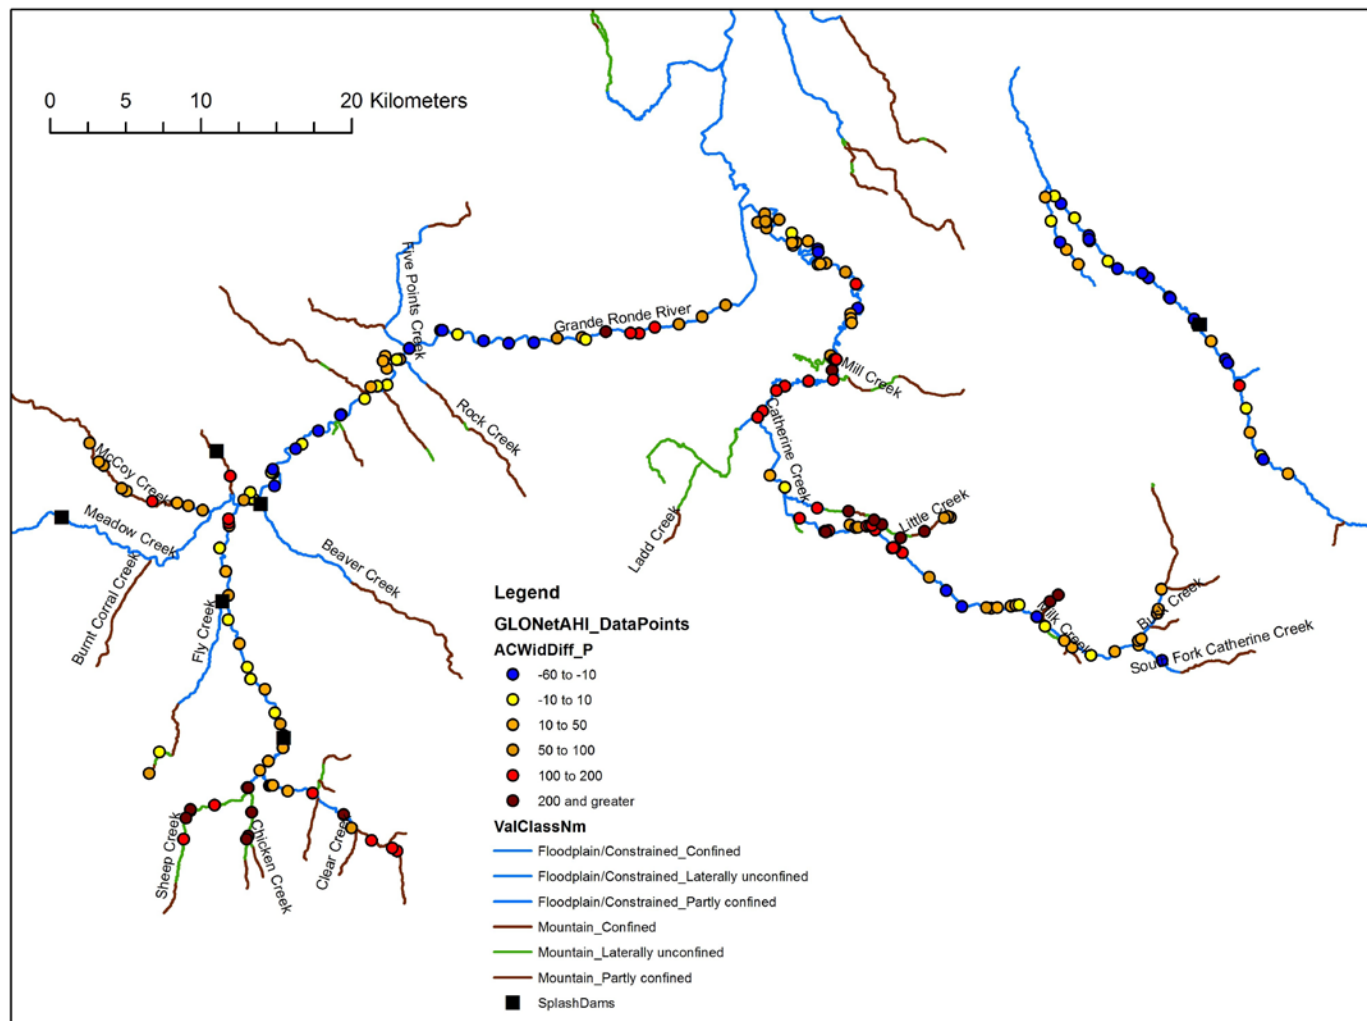 0 5 10 20 Kilometers
Five Points Creek
Grande Ronde River
Mill Creek
Rock Creek
Catherine Creek
McCoy Creek
Little Creek
Meadow Creek
Ladd Creek
Beaver Creek
Burnt Corral Creek
Fly Creek
Milk Creek
Buck Creek
South Fork Catherine Creek
Sheep Creek
Chicken Creek
Clear Creek
Legend
GLONetAHI_DataPoints
ACWidDiff_P
-60 to -10
-10 to 10
10 to 50
50 to 100
100 to 200
200 and greater
ValClassNm
Floodplain/Constrained_Confined
Floodplain/Constrained_Laterally unconfined
Floodplain/Constrained_Partly confined
Mountain_Confined
Mountain_Laterally unconfined
Mountain_Partly confined
SplashDams